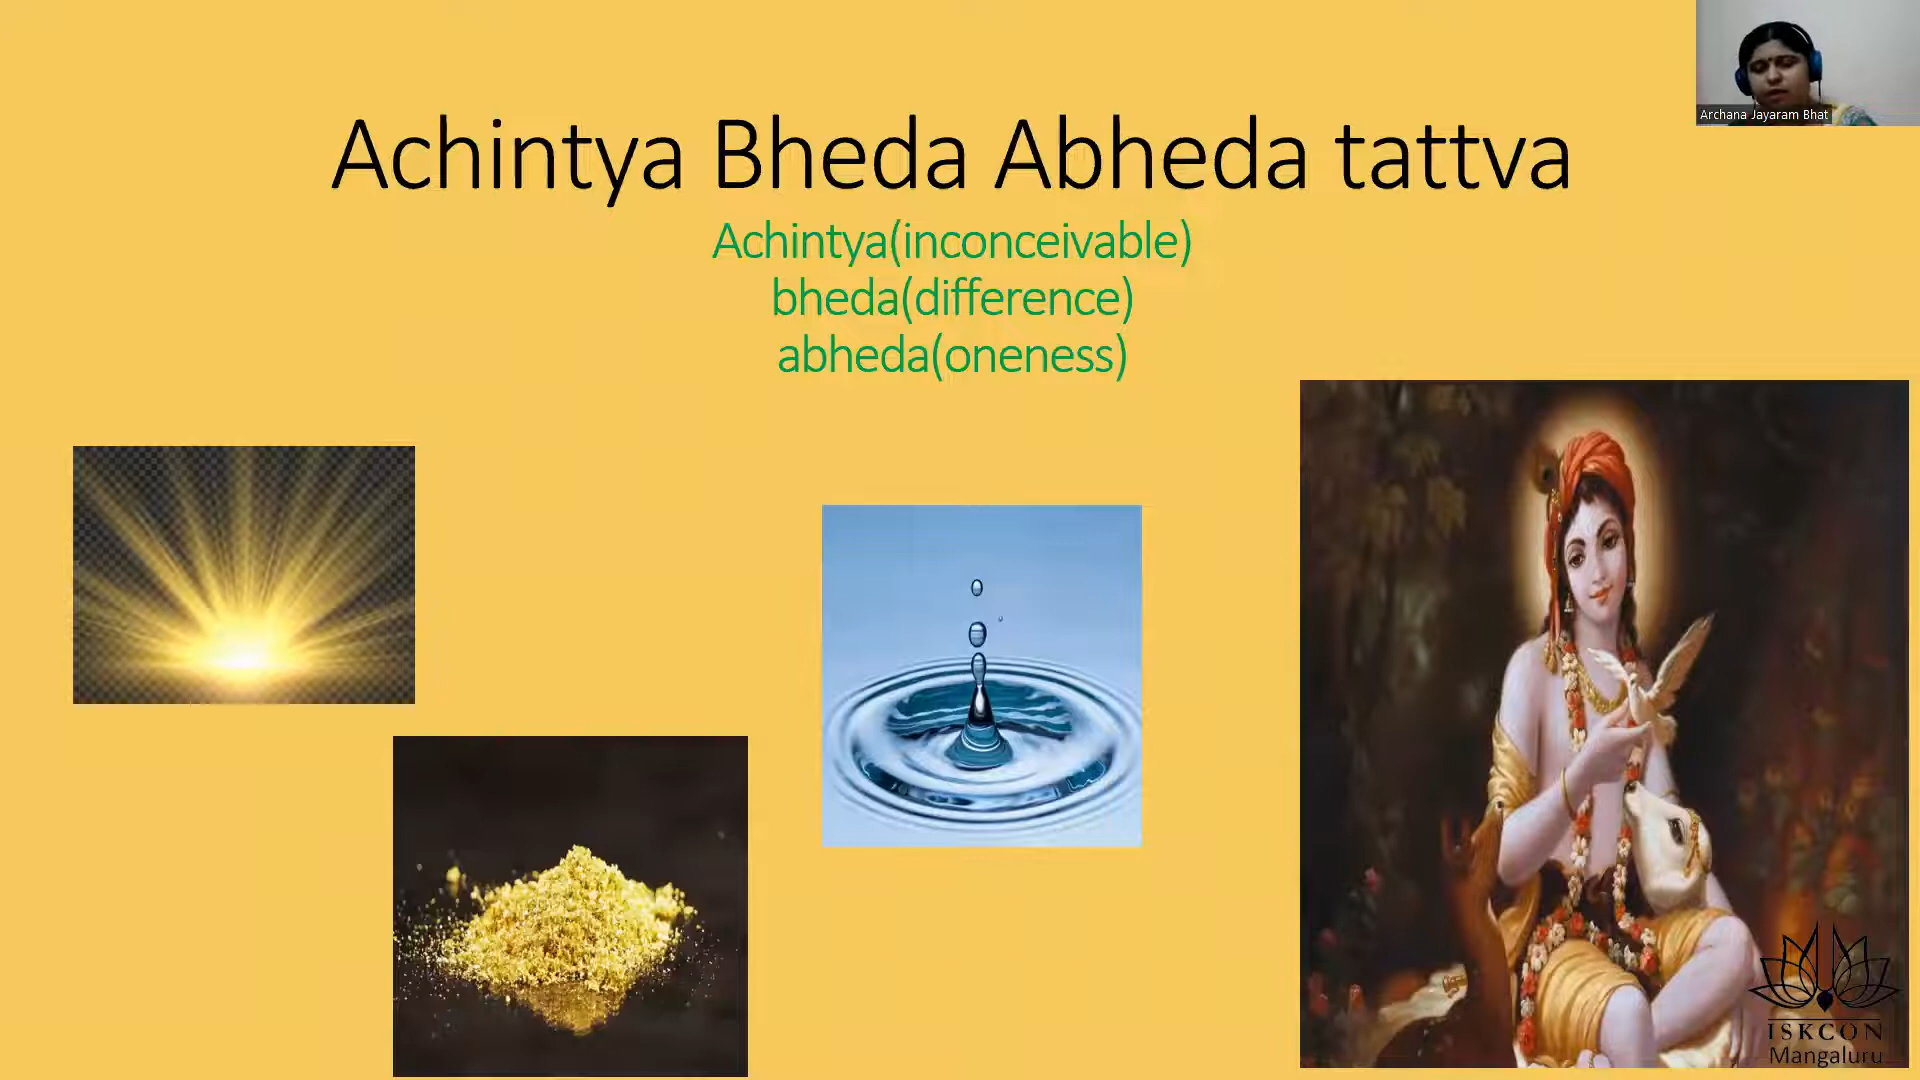 Archana Jayaram Bhat
Achintya Bheda Abheda tattva
Achintya(inconceivable)
bheda(difference)
abheda(oneness)
ISKCON
Mangaluru